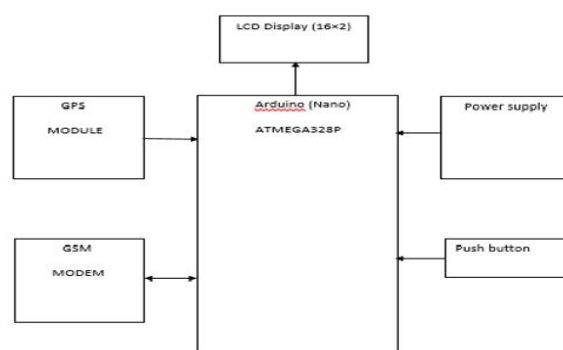 LCD Display (16×2)
GPS
MODULE
Arduino (Nano)
ATMEGA328P
Power supply
GSM
MODEM
Push button